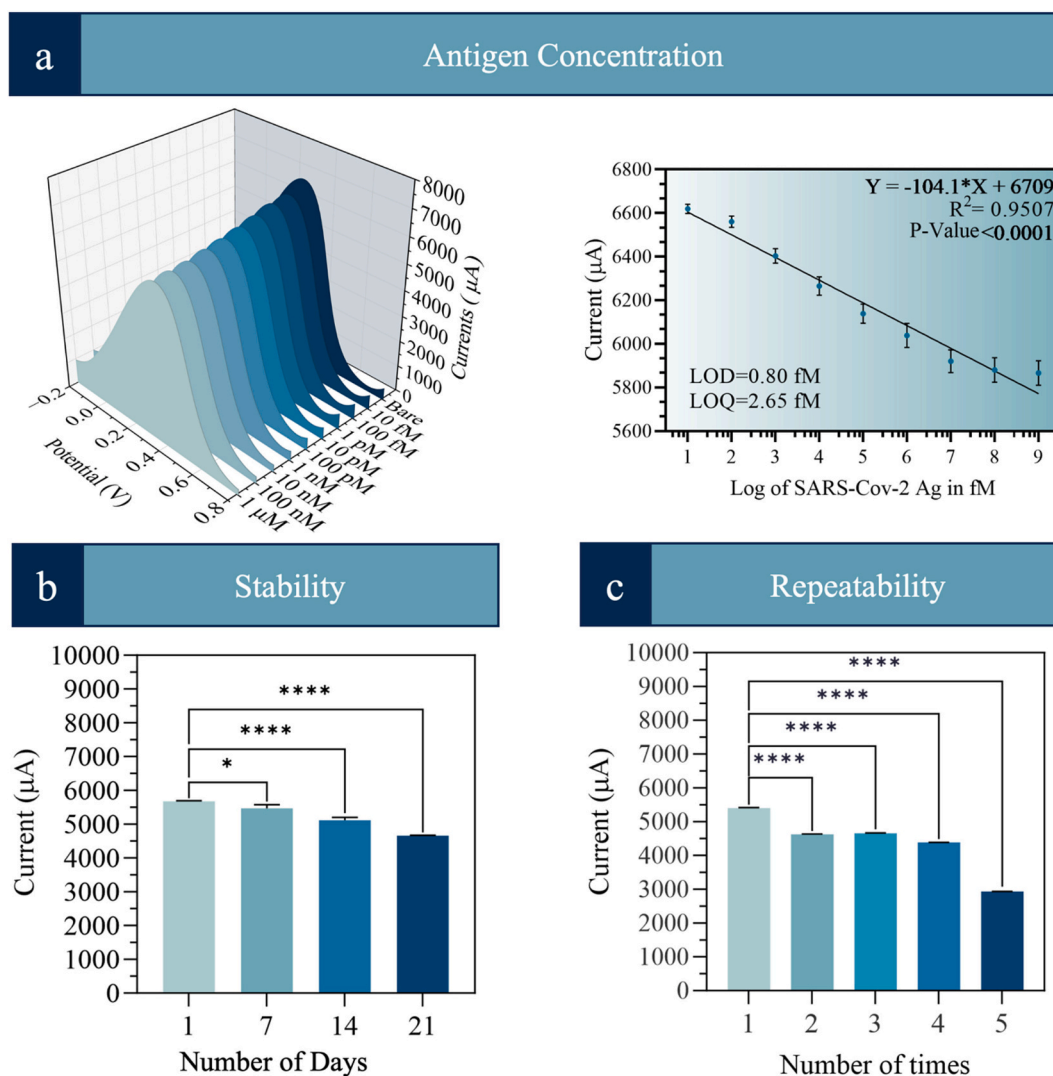 a
Antigen Concentration
8000
7000
6000
5000
4000
3000
2000
1000
0
Currents (μA)
−0.2
0.0
0.2
0.4
0.6
0.8
Potential (V)
Bare
10 fM
100 fM
1 pM
10 pM
100 pM
1 nM
10 nM
100 nM
1 μM
6800
6600
6400
6200
6000
5800
5600
Current (μA)
Y = -104.1*X + 6709
R2= 0.9507
P-Value<0.0001
LOD=0.80 fM
LOQ=2.65 fM
1 2 3 4 5 6 7 8 9
Log of SARS-Cov-2 Ag in fM
b
Stability
10000
9000
8000
7000
6000
5000
4000
3000
2000
1000
0
Current (μA)
****
****
*
1 7 14 21
Number of Days
c
Repeatability
10000
9000
8000
7000
6000
5000
4000
3000
2000
1000
0
Current (μA)
****
****
****
****
1 2 3 4 5
Number of times